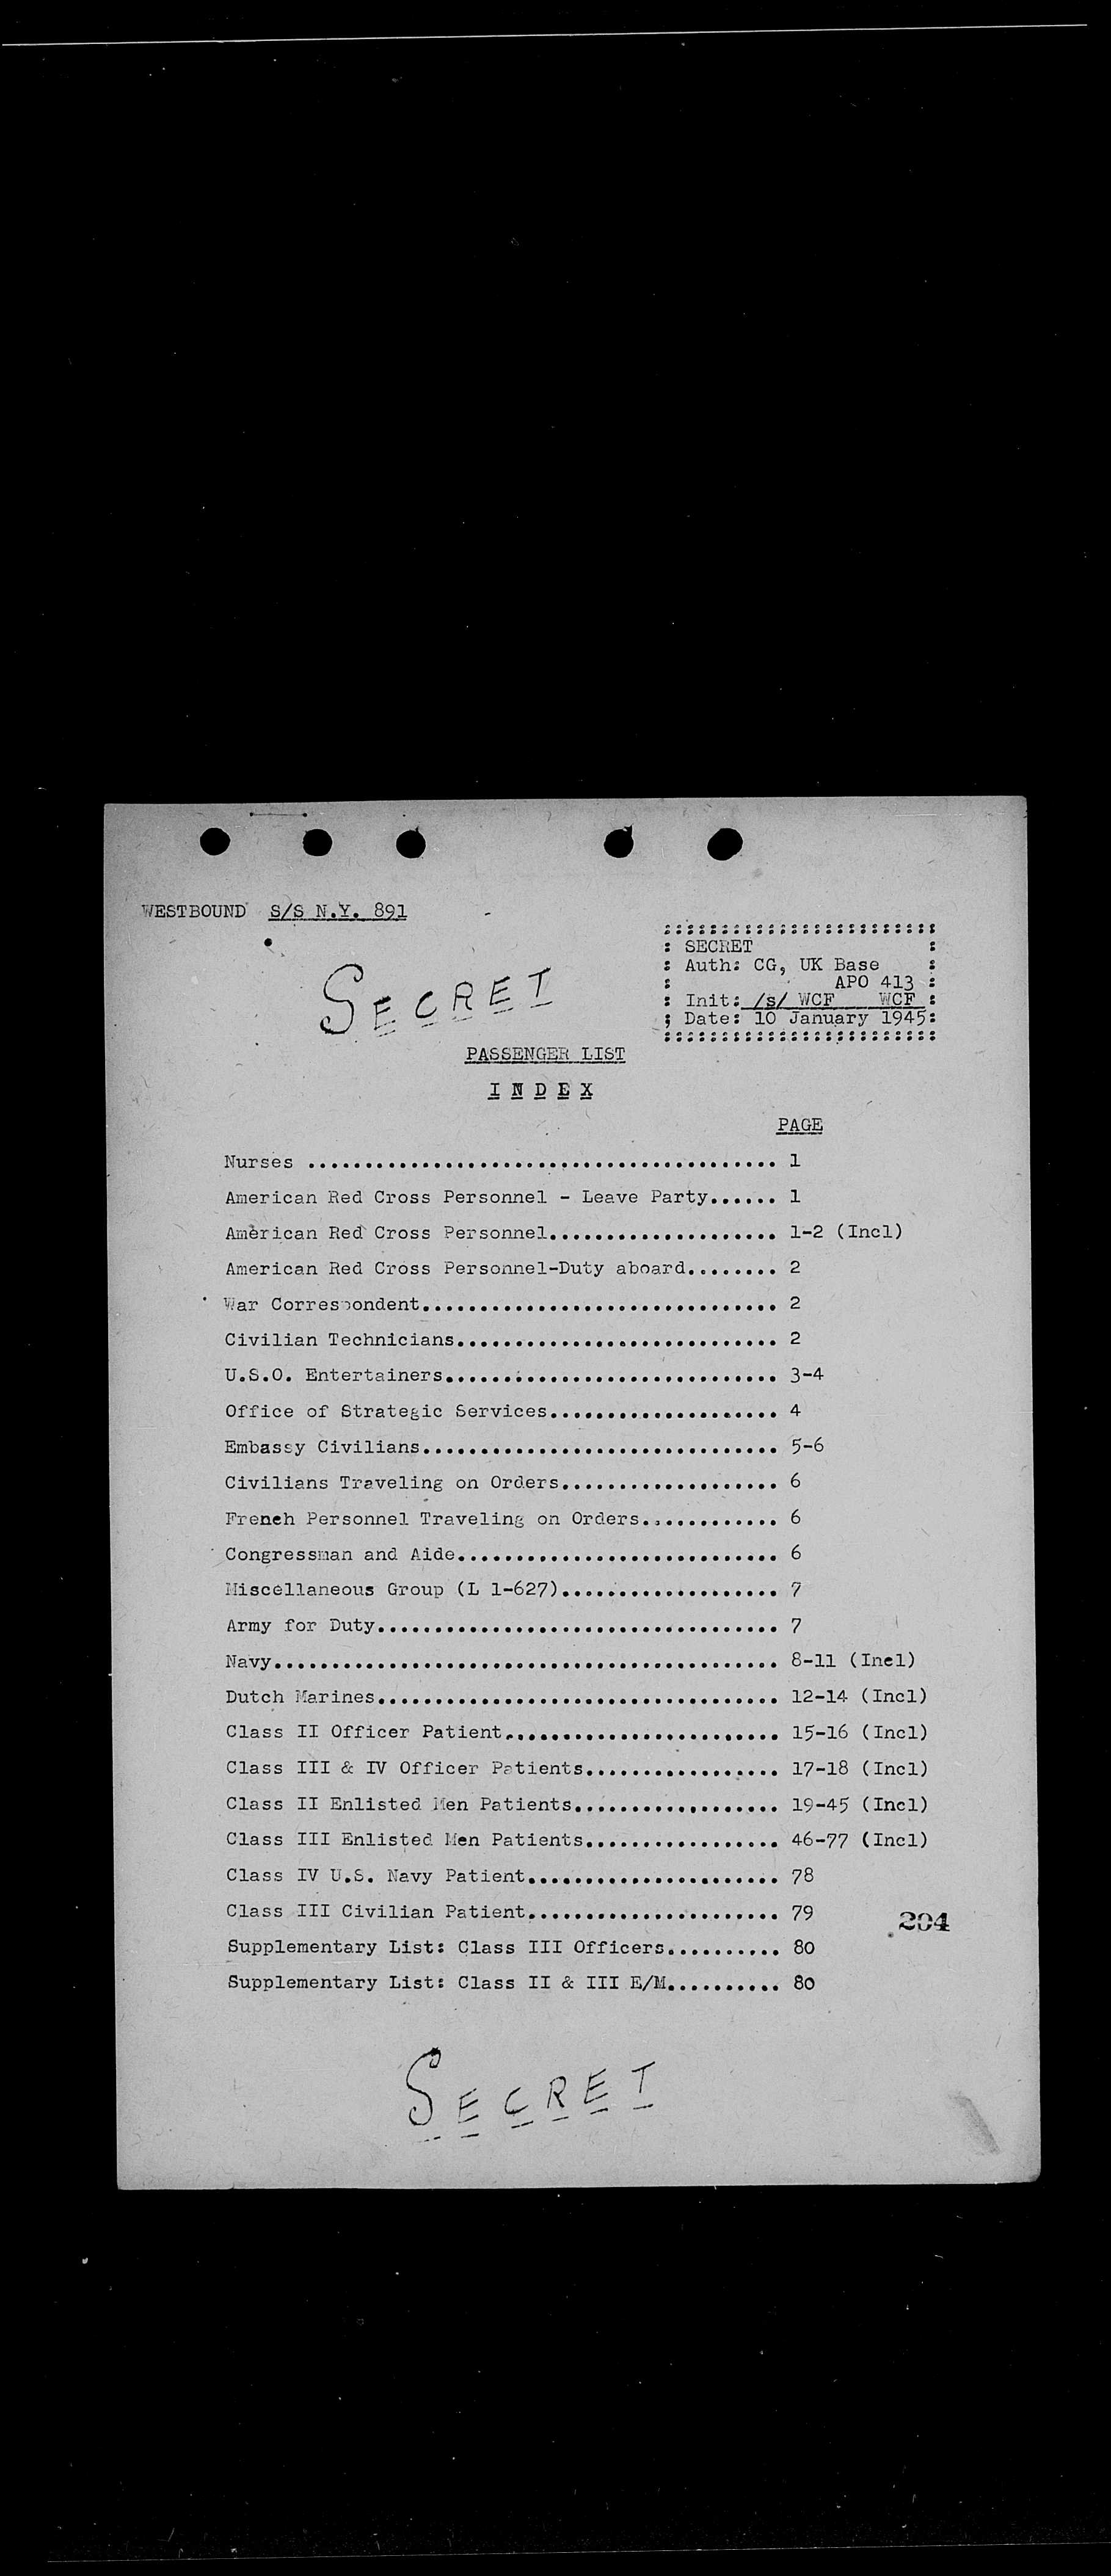 WESTBOUND S/S N.Y. 891
: SECRET :
: Auth: CG, UK Base :
: APO 413 :
: Init: /s/ WCF WCF :
: Date: 10 January 1945:
SECRET
PASSENGER LIST
I N D E X
PAGE
Nurses ........................................ 1
American Red Cross Personnel - Leave Party...... 1
American Red Cross Personnel.................... 1-2 (Incl)
American Red Cross Personnel-Duty aboard........ 2
War Correspondent............................... 2
Civilian Technicians............................ 2
U.S.O. Entertainers............................. 3-4
Office of Strategic Services.................... 4
Embassy Civilians............................... 5-6
Civilians Traveling on Orders................... 6
French Personnel Traveling on Orders............ 6
Congressman and Aide............................ 6
Miscellaneous Group (L 1-627)................... 7
Army for Duty................................... 7
Navy............................................ 8-11 (Incl)
Dutch Marines................................... 12-14 (Incl)
Class II Officer Patient........................ 15-16 (Incl)
Class III & IV Officer Patients................. 17-18 (Incl)
Class II Enlisted Men Patients.................. 19-45 (Incl)
Class III Enlisted Men Patients................. 46-77 (Incl)
Class IV U.S. Navy Patient...................... 78
Class III Civilian Patient...................... 79
204
Supplementary List: Class III Officers.......... 80
Supplementary List: Class II & III E/M.......... 80
SECRET